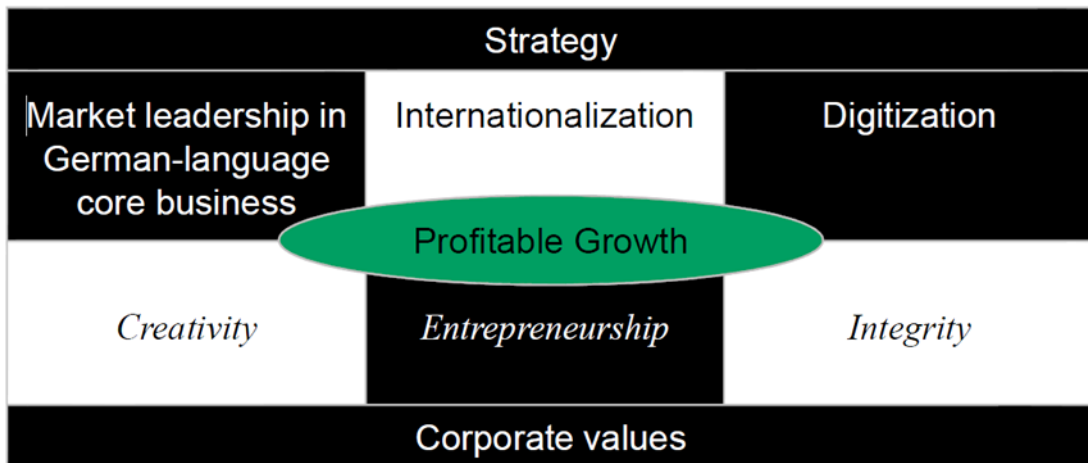 Strategy
Market leadership in
German-language
core business
Internationalization
Digitization
Profitable Growth
Creativity
Entrepreneurship
Integrity
Corporate values